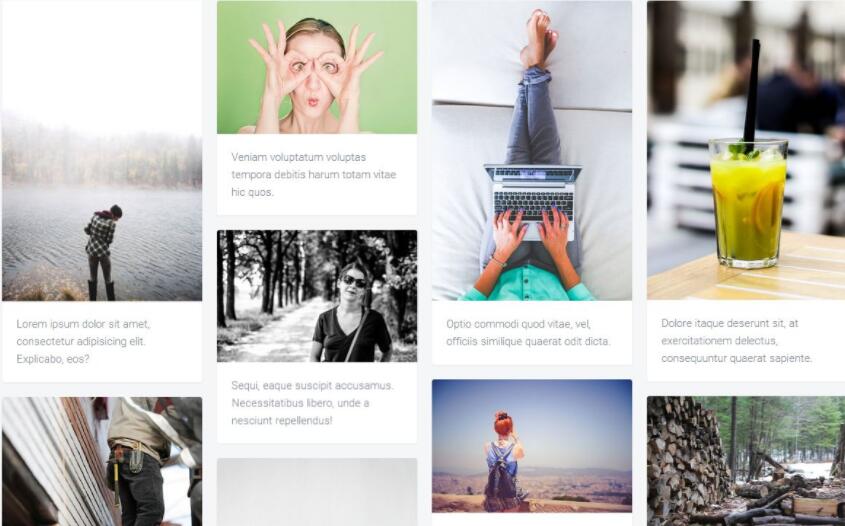 Lorem ipsum dolor sit amet,
consectetur adipisicing elit.
Explicabo, eos?
Veniam voluptatum voluptas
tempora debitis harum totam vitae
hic quos.
Sequi, eaque suscipit accusamus.
Necessitatibus libero, unde a
nesciunt repellendus!
Optio commodi quod vitae, vel,
officiis similique quaerat odit dicta.
Dolore itaque deserunt sit, at
exercitationem delectus,
consequuntur quaerat sapiente.